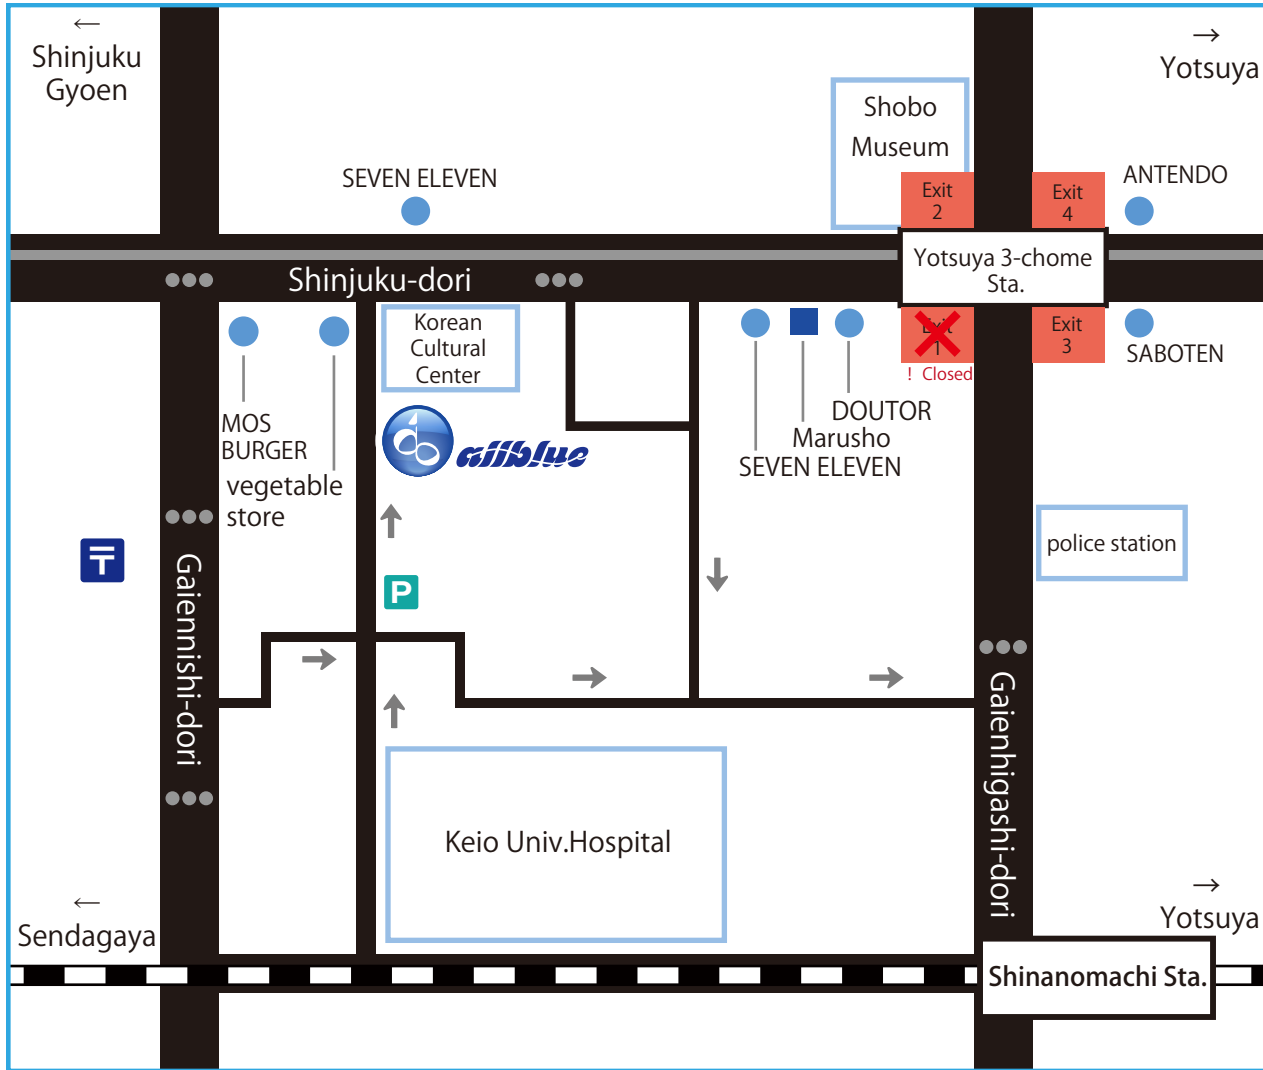 ←
Shinjuku
Gyoen
→
Yotsuya
Shobo
Museum
SEVEN ELEVEN
Exit
2
Exit
4
ANTENDO
Yotsuya 3-chome
Sta.
Shinjuku-dori
Korean
Cultural
Center
Exit
1
! Closed
Exit
3
SABOTEN
MOS
BURGER
vegetable
store
allblue
DOUTOR
Marusho
SEVEN ELEVEN
police station
〒
P
Gaiennishi-dori
Gaienhigashi-dori
Keio Univ.Hospital
←
Sendagaya
→
Yotsuya
Shinanomachi Sta.